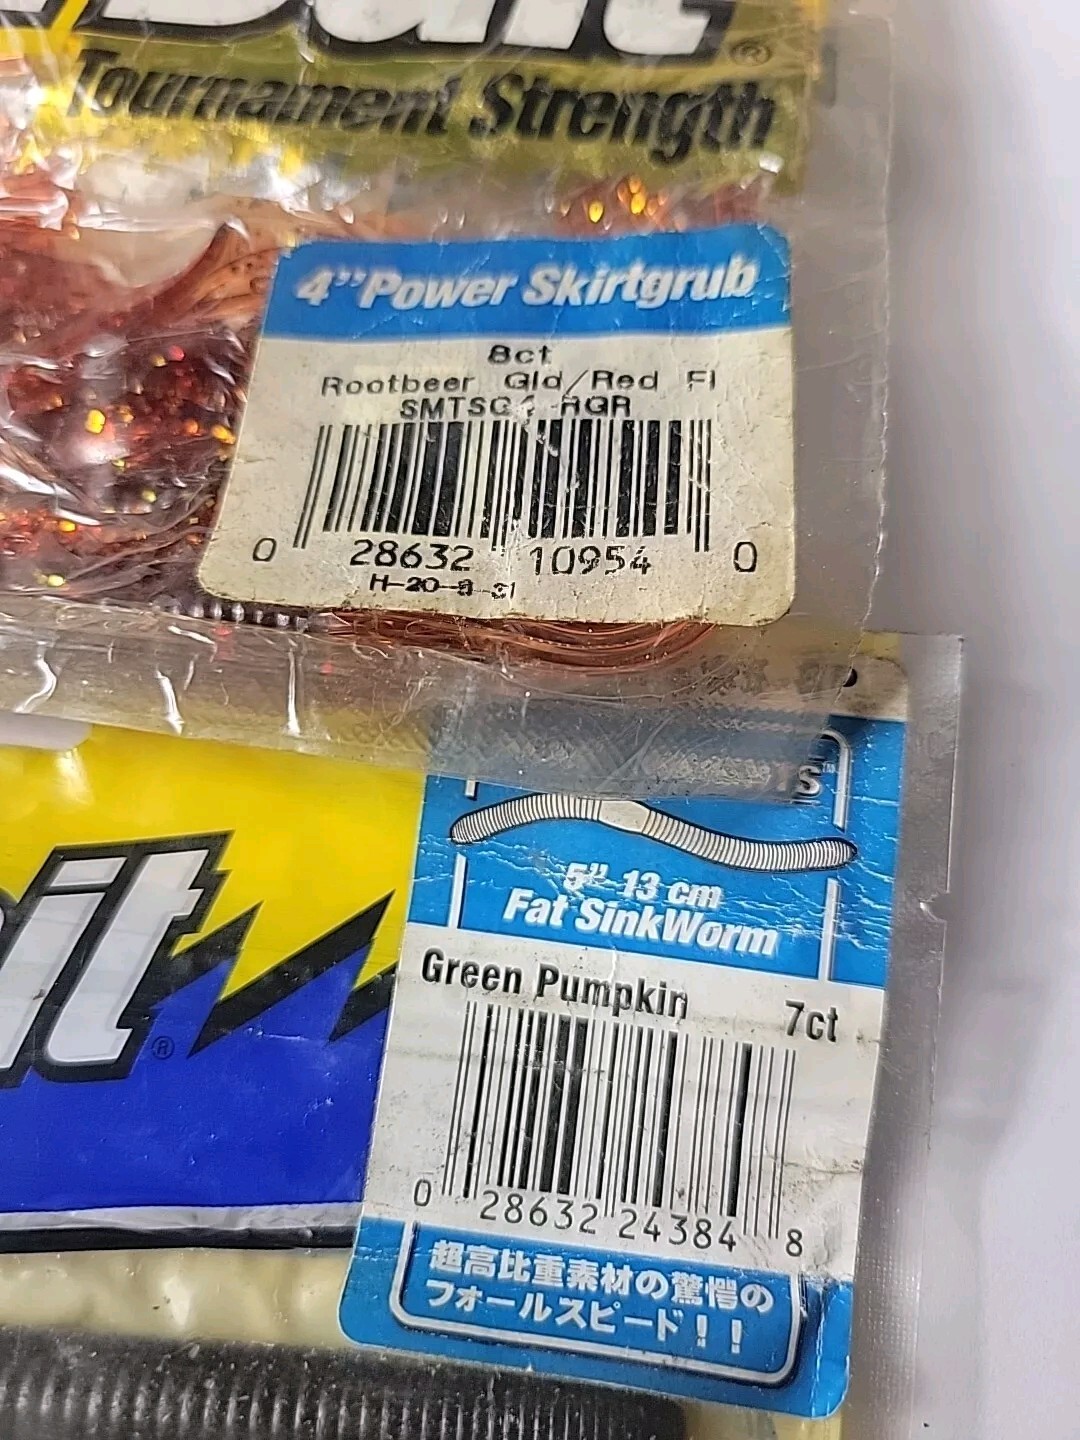 Tournament Strength
4" Power Skirtgrub
8ct
Rootbeer Gld/Red Fl
0 28632 10954 0
5" 13 cm
Fat SinkWorm
Green Pumpkin 7ct
0 28632 24384 8
超高比重素材の驚愕の
フォールスピード!!